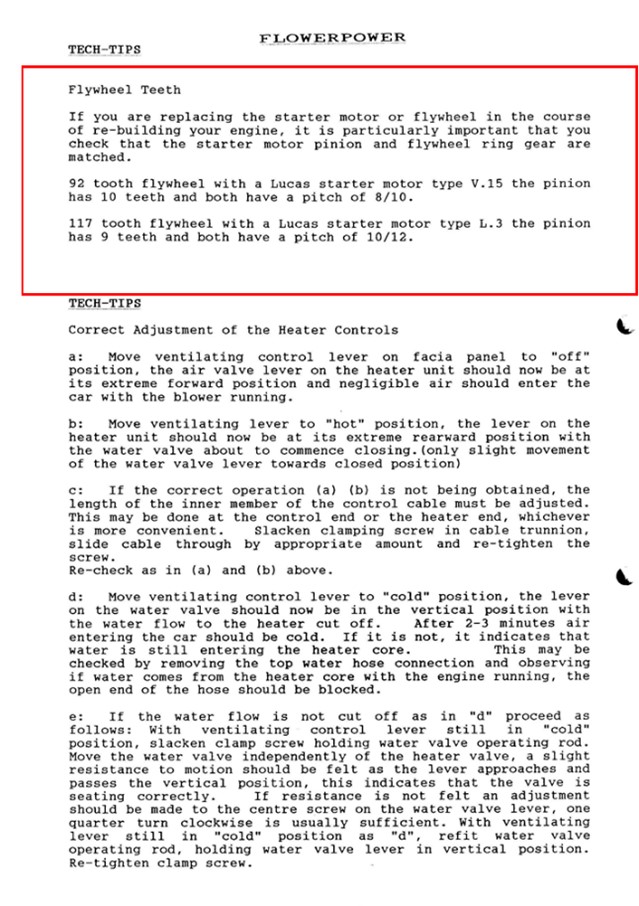 FLOWERPOWER
TECH-TIPS
Flywheel Teeth
If you are replacing the starter motor or flywheel in the course
of re-building your engine, it is particularly important that you
check that the starter motor pinion and flywheel ring gear are
matched.
92 tooth flywheel with a Lucas starter motor type V.15 the pinion
has 10 teeth and both have a pitch of 8/10.
117 tooth flywheel with a Lucas starter motor type L.3 the pinion
has 9 teeth and both have a pitch of 10/12.
TECH-TIPS
Correct Adjustment of the Heater Controls
a: Move ventilating control lever on facia panel to "off"
position, the air valve lever on the heater unit should now be at
its extreme forward position and negligible air should enter the
car with the blower running.
b: Move ventilating lever to "hot" position, the lever on the
heater unit should now be at its extreme rearward position with
the water valve about to commence closing.(only slight movement
of the water valve lever towards closed position)
c: If the correct operation (a) (b) is not being obtained, the
length of the inner member of the control cable must be adjusted.
This may be done at the control end or the heater end, whichever
is more convenient. Slacken clamping screw in cable trunnion,
slide cable through by appropriate amount and re-tighten the
screw.
Re-check as in (a) and (b) above.
d: Move ventilating control lever to "cold" position, the lever
on the water valve should now be in the vertical position with
the water flow to the heater cut off. After 2-3 minutes air
entering the car should be cold. If it is not, it indicates that
water is still entering the heater core. This may be
checked by removing the top water hose connection and observing
if water comes from the heater core with the engine running, the
open end of the hose should be blocked.
e: If the water flow is not cut off as in "d" proceed as
follows: With ventilating control lever still in "cold"
position, slacken clamp screw holding water valve operating rod.
Move the water valve independently of the heater valve, a slight
resistance to motion should be felt as the lever approaches and
passes the vertical position, this indicates that the valve is
seating correctly. If resistance is not felt an adjustment
should be made to the centre screw on the water valve lever, one
quarter turn clockwise is usually sufficient. With ventilating
lever still in "cold" position as "d", refit water valve
operating rod, holding water valve lever in vertical position.
Re-tighten clamp screw.